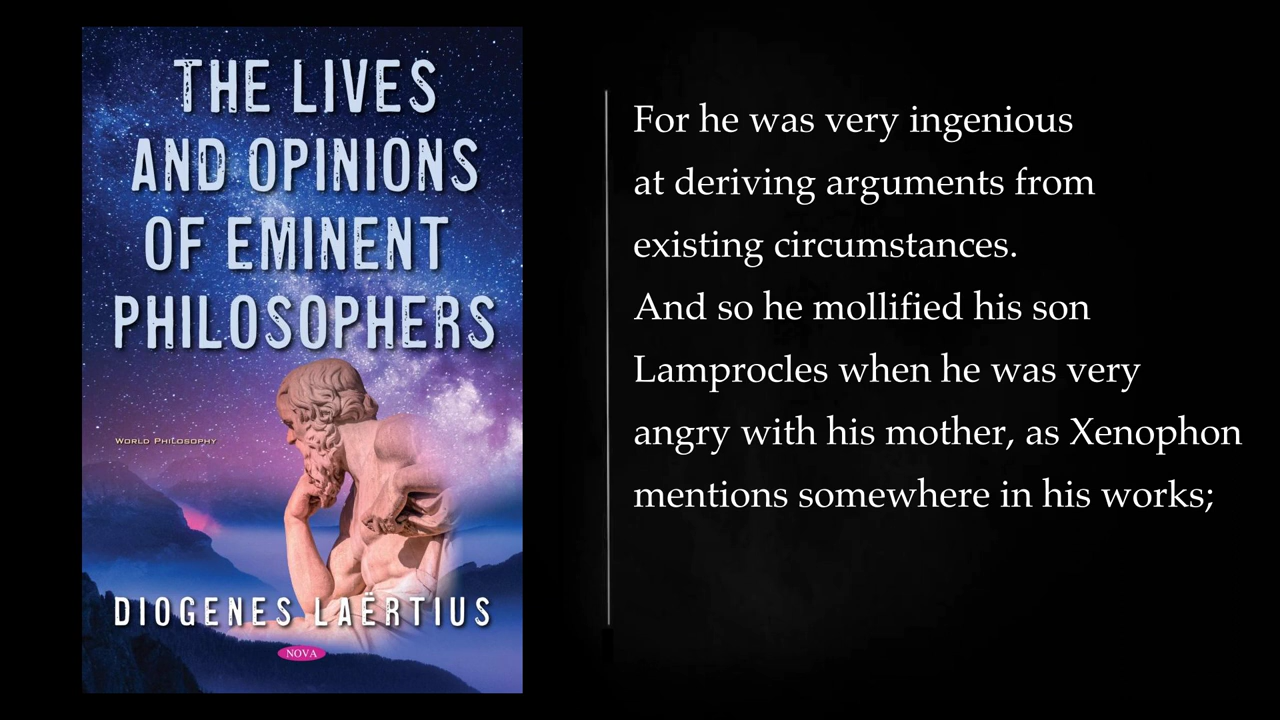 THE LIVES
AND OPINIONS
OF EMINENT
PHILOSOPHERS
WORLD PHILOSOPHY
DIOGENES LAËRTIUS
NOVA
For he was very ingenious
at deriving arguments from
existing circumstances.
And so he mollified his son
Lamprocles when he was very
angry with his mother, as Xenophon
mentions somewhere in his works;